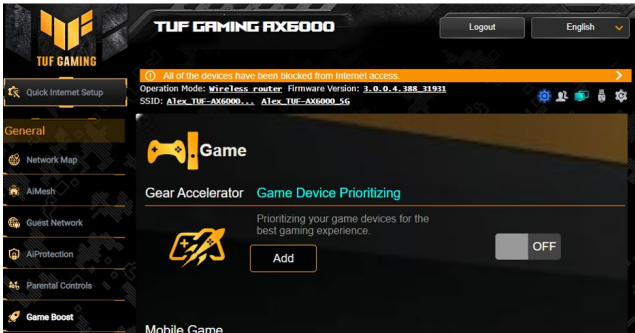 TUF GAMING
TUF GAMING AX6000
Logout
English
Quick Internet Setup
All of the devices have been blocked from Internet access.
Operation Mode: Wireless router Firmware Version: 3.0.0.4.388_31931
SSID: Alex_TUF-AX6000... Alex_TUF-AX6000_5G
General
Network Map
AiMesh
Guest Network
AiProtection
Parental Controls
Game Boost
Game
Gear Accelerator
Game Device Prioritizing
Prioritizing your game devices for the
best gaming experience.
Add
OFF
Mobile Game